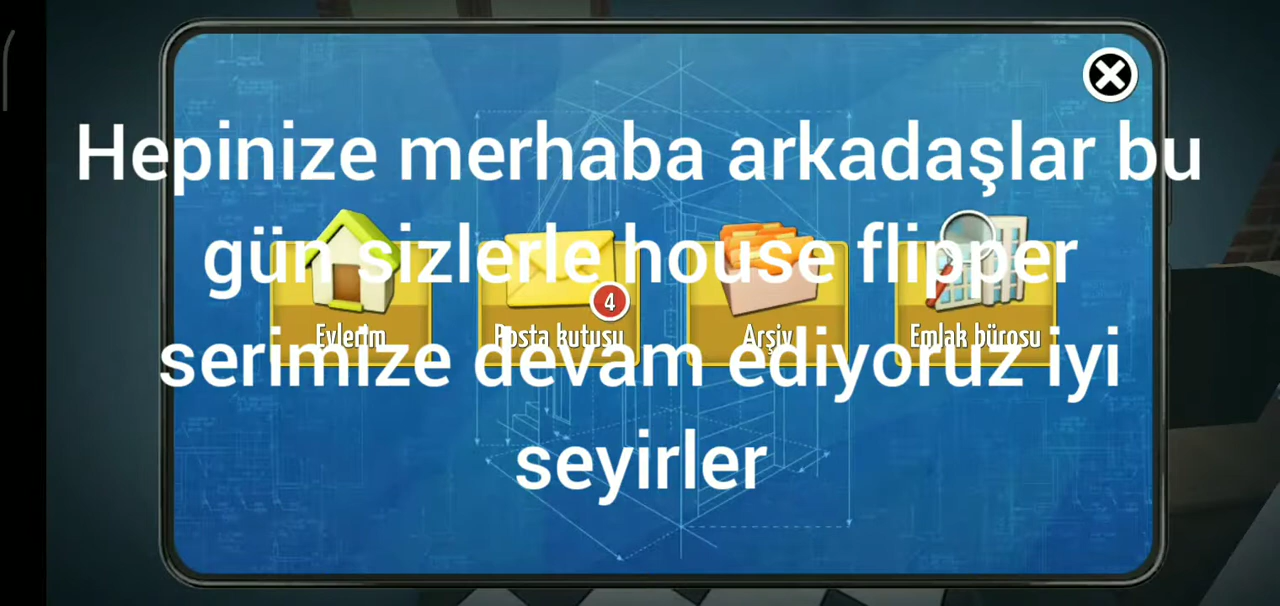 Hepinize merhaba arkadaşlar bu
gün sizlerle house flipper
serimize devam ediyoruz iyi
seyirler
4
Evlerim
Posta kutusu
Arşiv
Emlak bürosu